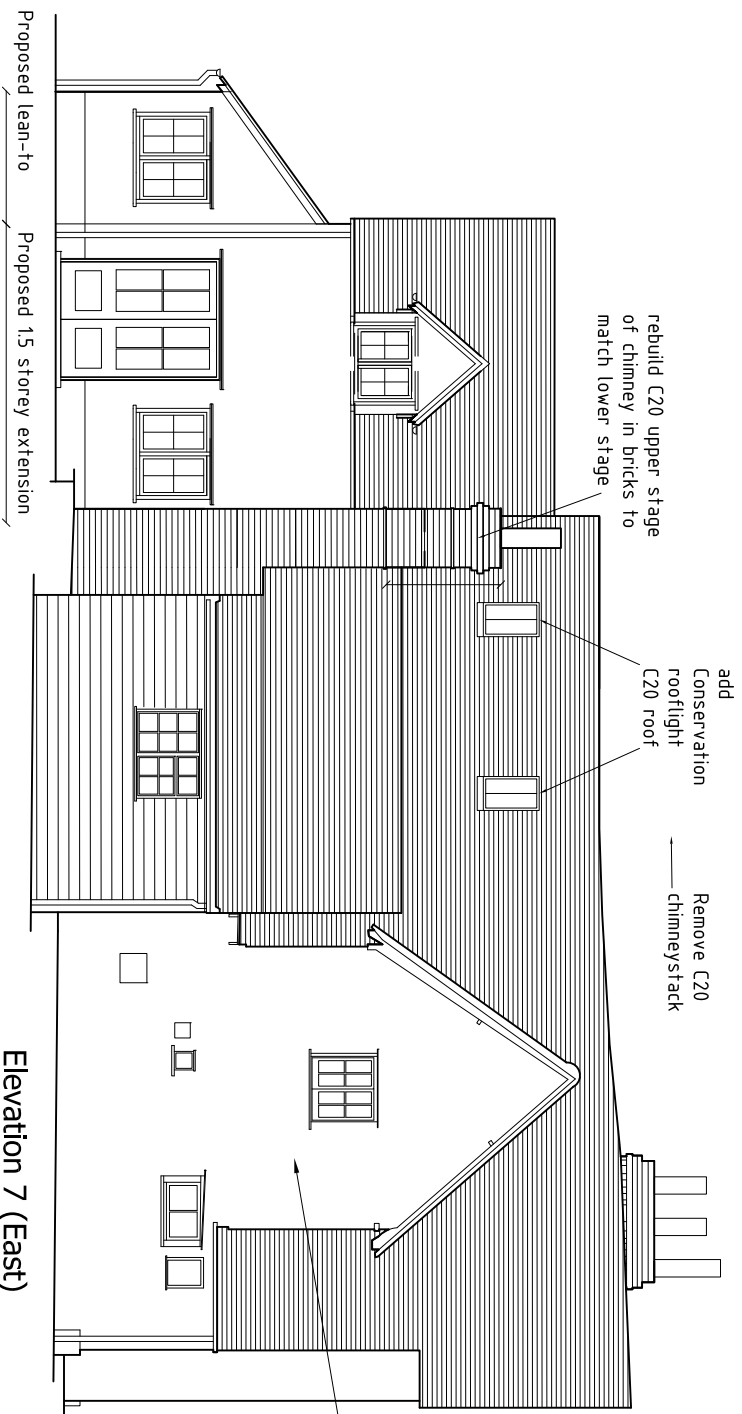 rebuild C20 upper stage
of chimney in bricks to
match lower stage
add
Conservation
rooflight
C20 roof
Remove C20
chimneystack
Proposed lean-to
Proposed 1.5 storey extension
Elevation 7 (East)